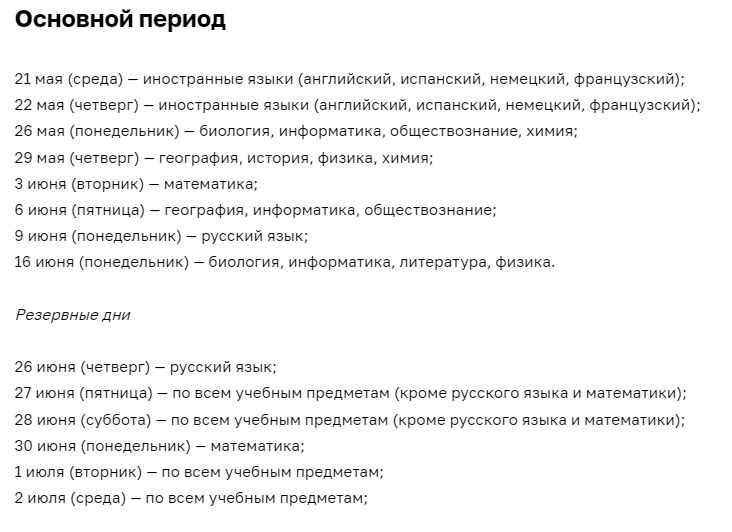 Основной период
21 мая (среда) – иностранные языки (английский, испанский, немецкий, французский);
22 мая (четверг) – иностранные языки (английский, испанский, немецкий, французский);
26 мая (понедельник) – биология, информатика, обществознание, химия;
29 мая (четверг) – география, история, физика, химия;
3 июня (вторник) – математика;
6 июня (пятница) – география, информатика, обществознание;
9 июня (понедельник) – русский язык;
16 июня (понедельник) – биология, информатика, литература, физика.
Резервные дни
26 июня (четверг) – русский язык;
27 июня (пятница) – по всем учебным предметам (кроме русского языка и математики);
28 июня (суббота) – по всем учебным предметам (кроме русского языка и математики);
30 июня (понедельник) – математика;
1 июля (вторник) – по всем учебным предметам;
2 июля (среда) – по всем учебным предметам;